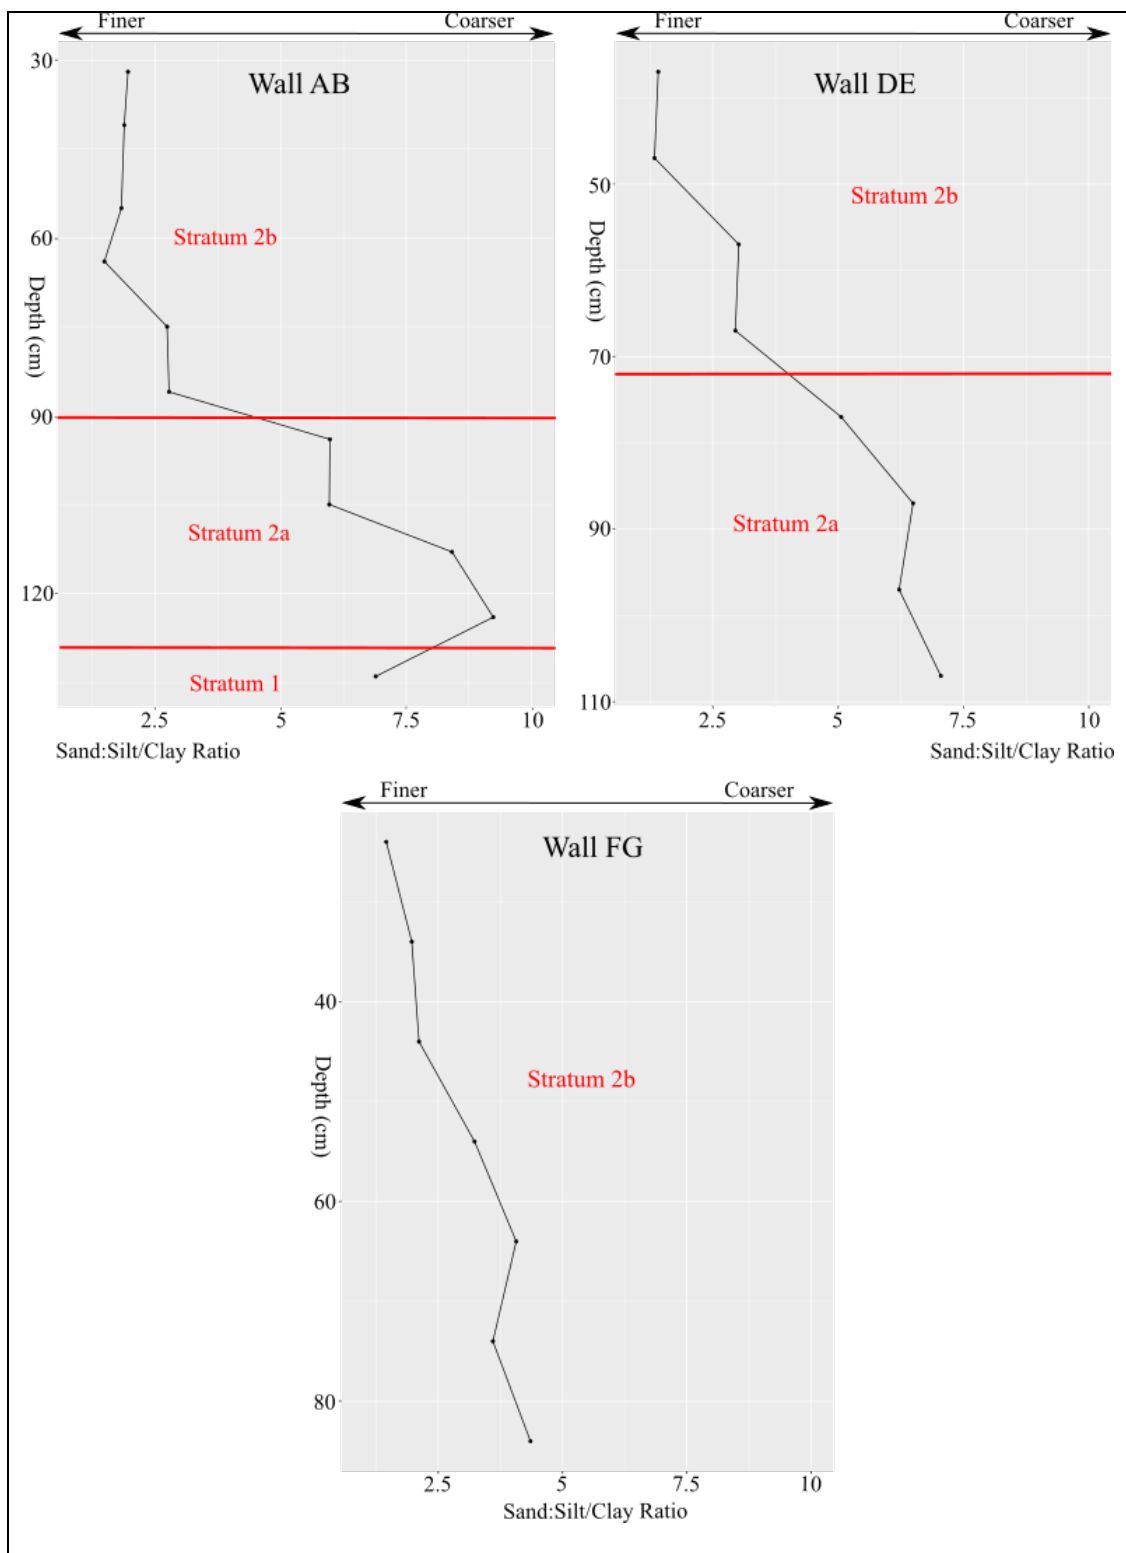 Finer Coarser
Wall AB
30
60
90
120
Depth (cm)
Stratum 2b
Stratum 2a
Stratum 1
2.5 5 7.5 10
Sand:Silt/Clay Ratio
Finer Coarser
Wall DE
50
70
90
110
Depth (cm)
Stratum 2b
Stratum 2a
2.5 5 7.5 10
Sand:Silt/Clay Ratio
Finer Coarser
Wall FG
40
60
80
Depth (cm)
Stratum 2b
2.5 5 7.5 10
Sand:Silt/Clay Ratio